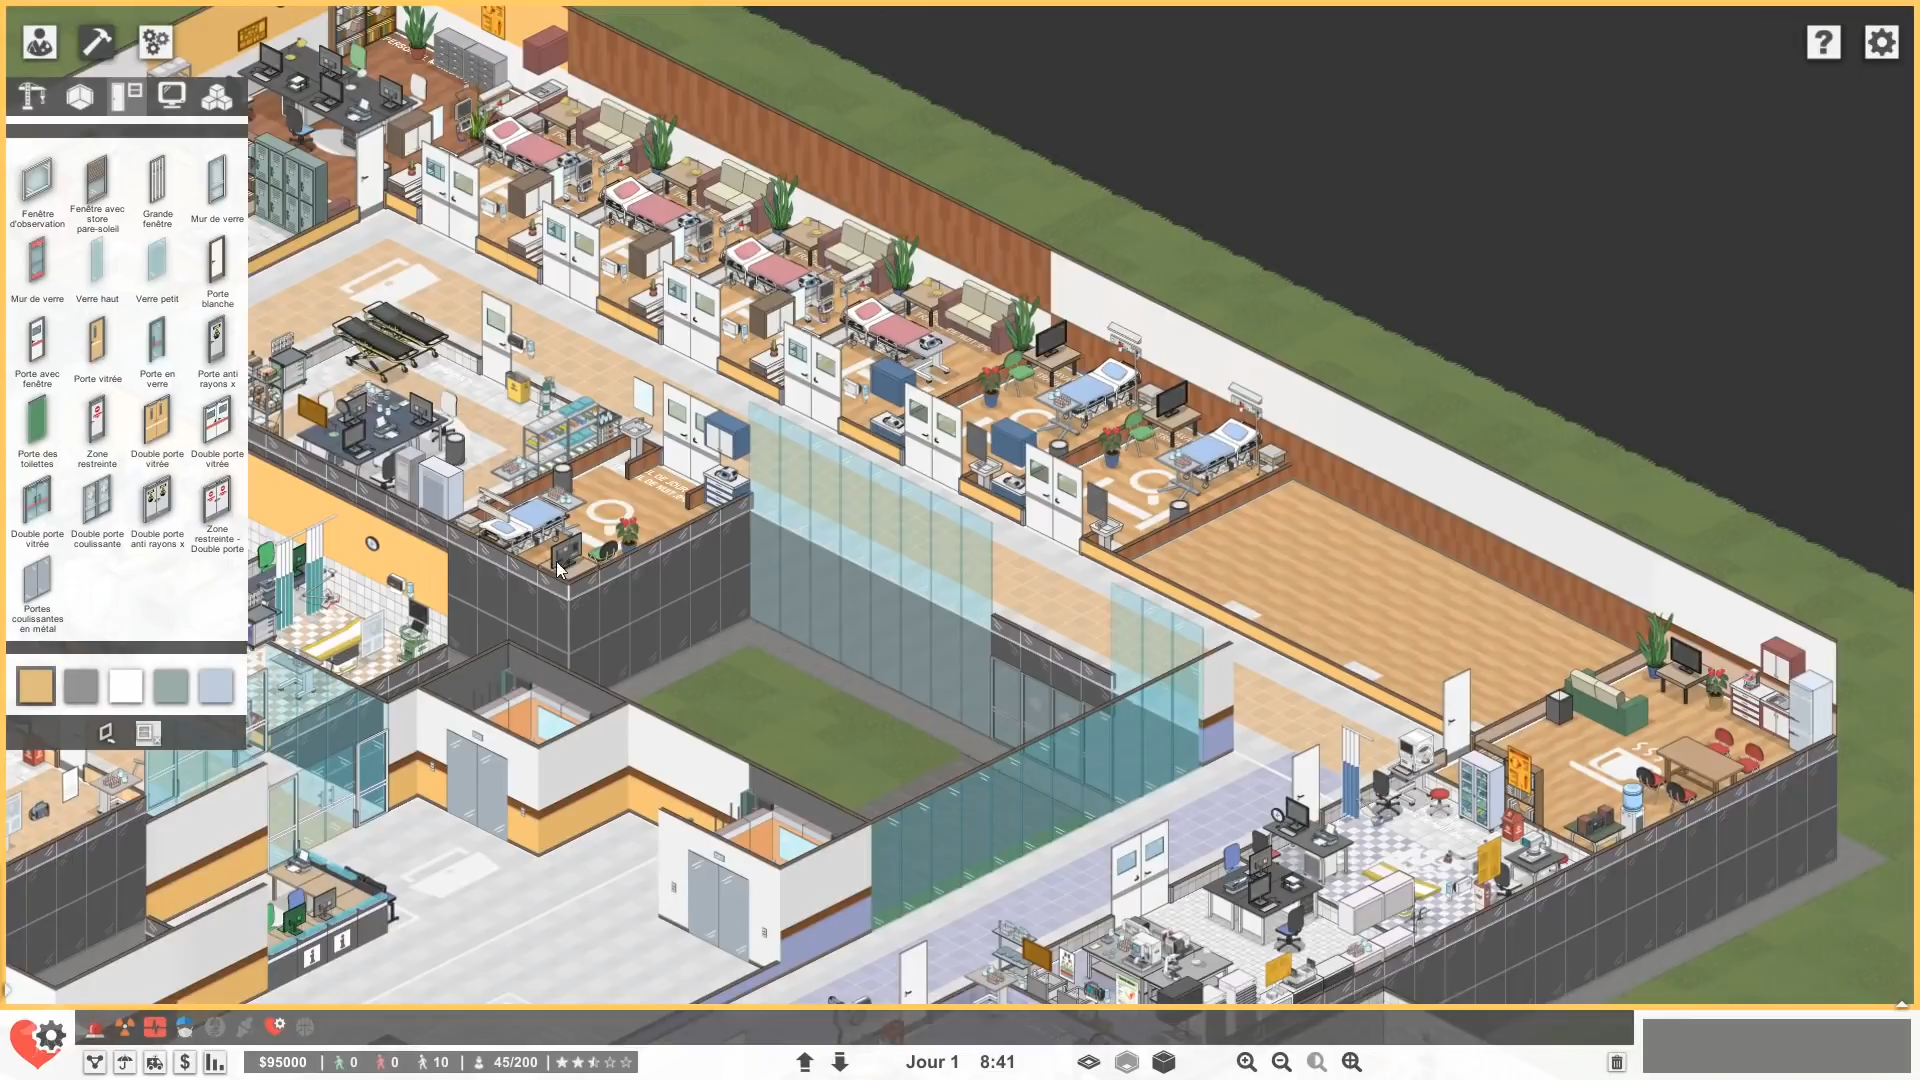 Fenêtre d'observation
Fenêtre avec store pare-soleil
Grande fenêtre
Mur de verre
Mur de verre
Verre haut
Verre petit
Porte blanche
Porte avec fenêtre
Porte vitrée
Porte en verre
Porte anti rayons x
Porte des toilettes
Zone restreinte
Double porte vitrée
Double porte vitrée
Double porte vitrée
Double porte coulissante
Double porte anti rayons x
Zone restreinte - Double porte
Portes coulissantes en métal
$95000 | 0 | 0 | 10 | 45/200
Jour 1 8:41
?